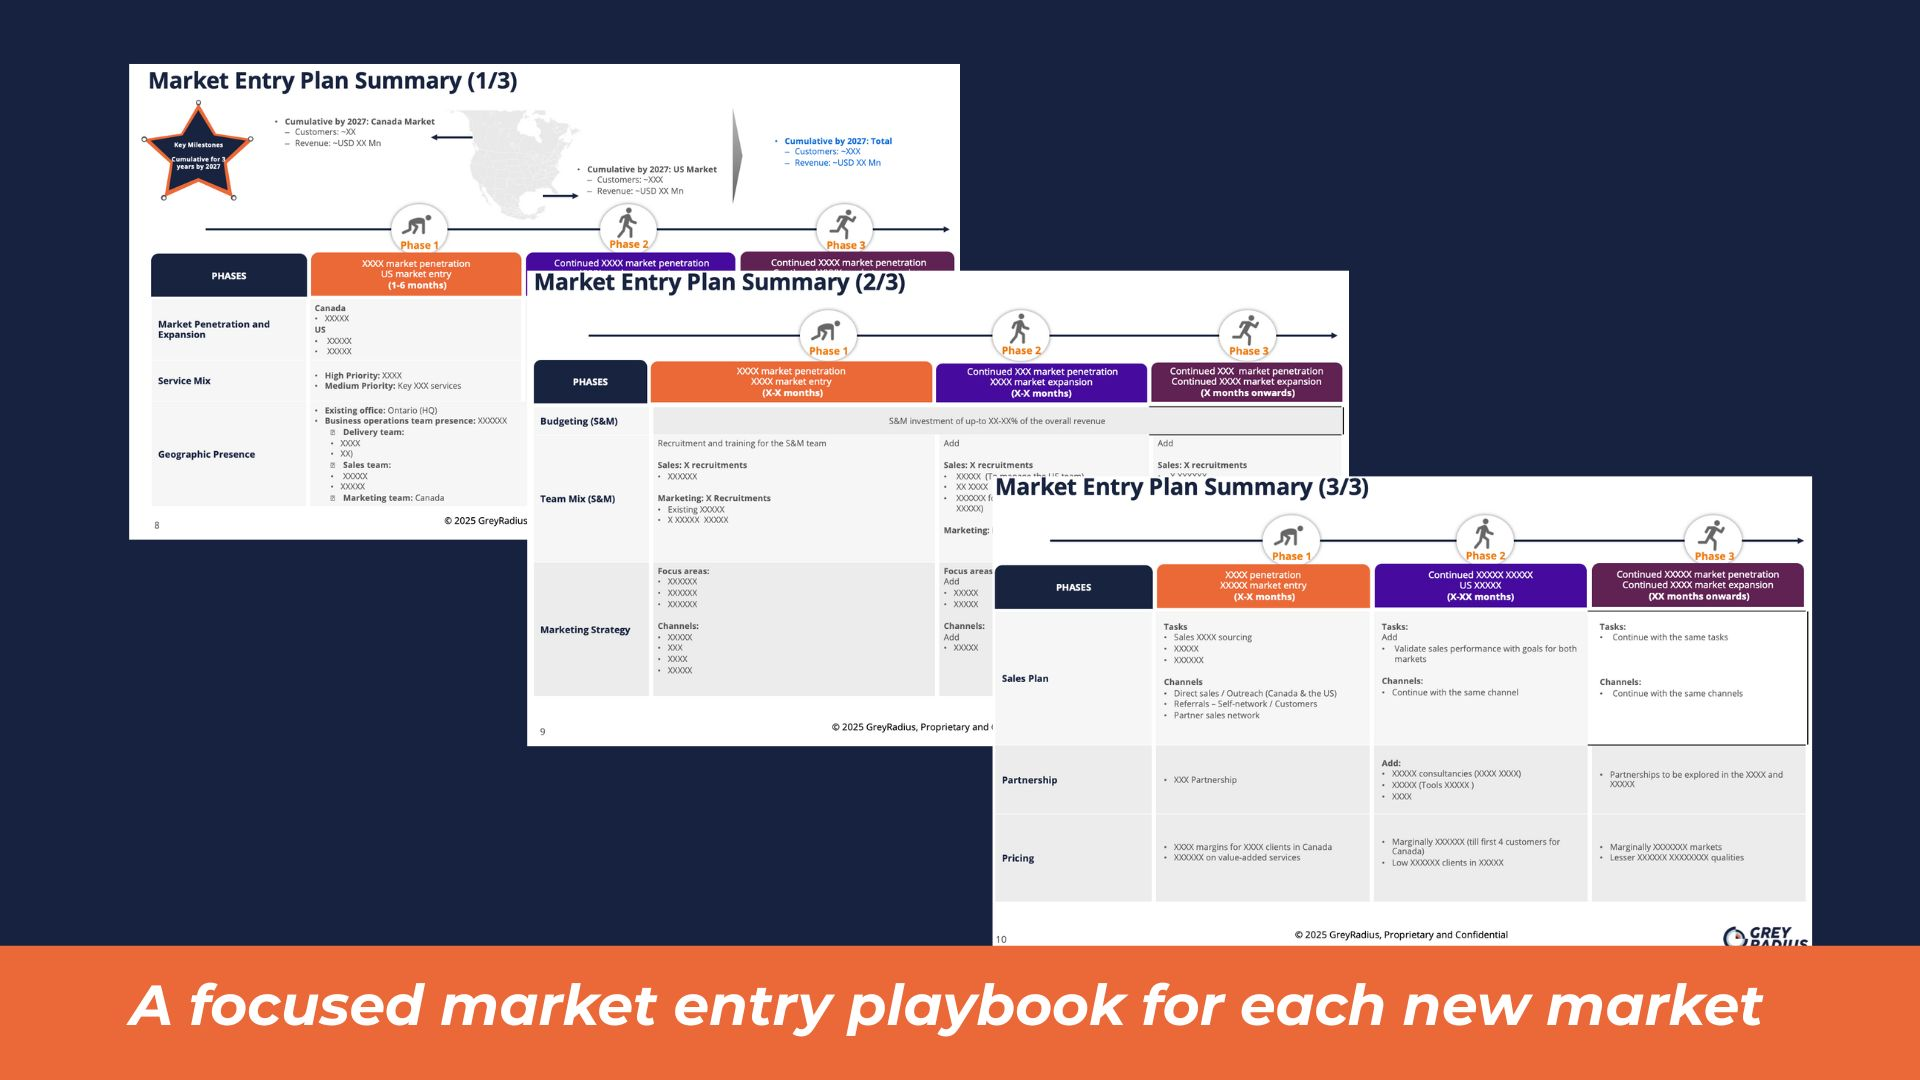 Market Entry Plan Summary (1/3)
Key Milestones
Cumulative for 3
years by 2027
• Cumulative by 2027: Canada Market
– Customers: ~XX
– Revenue: ~USD XX Mn
• Cumulative by 2027: US Market
– Customers: ~XXX
– Revenue: ~USD XX Mn
• Cumulative by 2027: Total
– Customers: ~XXX
– Revenue: ~USD XX Mn
Phase 1
Phase 2
Phase 3
PHASES
XXXX market penetration
US market entry
(1-6 months)
Continued XXXX market penetration
Continued XXXX market penetration
Market Penetration and
Expansion
Canada
• XXXXX
US
• XXXXX
• XXXXX
Service Mix
• High Priority: XXXX
• Medium Priority: Key XXX services
Geographic Presence
• Existing office: Ontario (HQ)
• Business operations team presence: XXXXXX
Delivery team:
• XXXX
• XX)
Sales team:
• XXXXX
• XXXXX
Marketing team: Canada
8
© 2025 GreyRadius
Market Entry Plan Summary (2/3)
Phase 1
Phase 2
Phase 3
PHASES
XXXX market penetration
XXXX market entry
(X-X months)
Continued XXX market penetration
XXXX market expansion
(X-X months)
Continued XXX  market penetration
Continued XXXX market expansion
(X months onwards)
Budgeting (S&M)
S&M investment of up-to XX-XX% of the overall revenue
Team Mix (S&M)
Recruitment and training for the S&M team
Sales: X recruitments
• XXXXXX
Marketing: X Recruitments
• Existing XXXXX
• X XXXXX  XXXXX
Add
Sales: X recruitments
• XXXXX (To manage the US team)
• XX XXXX
• XXXXXX
XXXXX)
Marketing:
Add
Sales: X recruitments
Marketing Strategy
Focus areas:
• XXXXXX
• XXXXXX
• XXXXXX
Channels:
• XXXXX
• XXX
• XXXX
• XXXXX
Focus areas
Add
• XXXXX
• XXXXX
Channels:
Add
• XXXXX
9
© 2025 GreyRadius, Proprietary and
Market Entry Plan Summary (3/3)
Phase 1
Phase 2
Phase 3
PHASES
XXXX penetration
XXXXX market entry
(X-X months)
Continued XXXXX XXXXX
US XXXXX
(X-XX months)
Continued XXXXX market penetration
Continued XXXX market expansion
(XX months onwards)
Sales Plan
Tasks
• Sales XXXX sourcing
• XXXXX
• XXXXXX
Channels
• Direct sales / Outreach (Canada & the US)
• Referrals – Self-network / Customers
• Partner sales network
Tasks:
Add
• Validate sales performance with goals for both
markets
Channels:
• Continue with the same channel
Tasks:
• Continue with the same tasks
Channels:
• Continue with the same channels
Partnership
• XXX Partnership
Add:
• XXXXX consultancies (XXXX XXXX)
• XXXXX (Tools XXXXX )
• XXXX
• Partnerships to be explored in the XXXX and
XXXXX
Pricing
• XXXX margins for XXXX clients in Canada
• XXXXXX on value-added services
• Marginally XXXXXX (till first 4 customers for
Canada)
• Low XXXXXX clients in XXXXX
• Marginally XXXXXXX markets
• Lesser XXXXXX XXXXXXXX qualities
10
© 2025 GreyRadius, Proprietary and Confidential
GREY
RADIUS
A focused market entry playbook for each new market